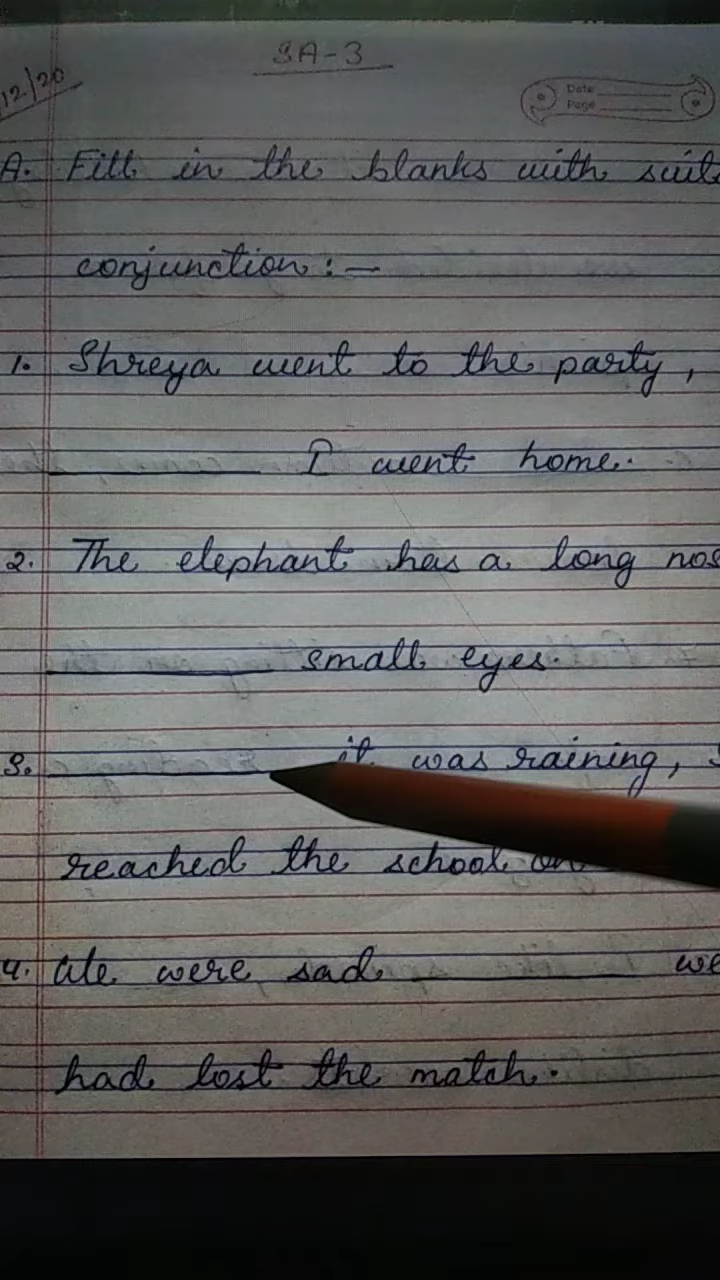 SA-3
12/20
Date
Page
A. Fill in the blanks with
conjunction:-
1. Shreya went to the party,
I went home.
2. The elephant has a long
small eyes.
3. it was raining,
reached the school
4. We were sad we
had lost the match.